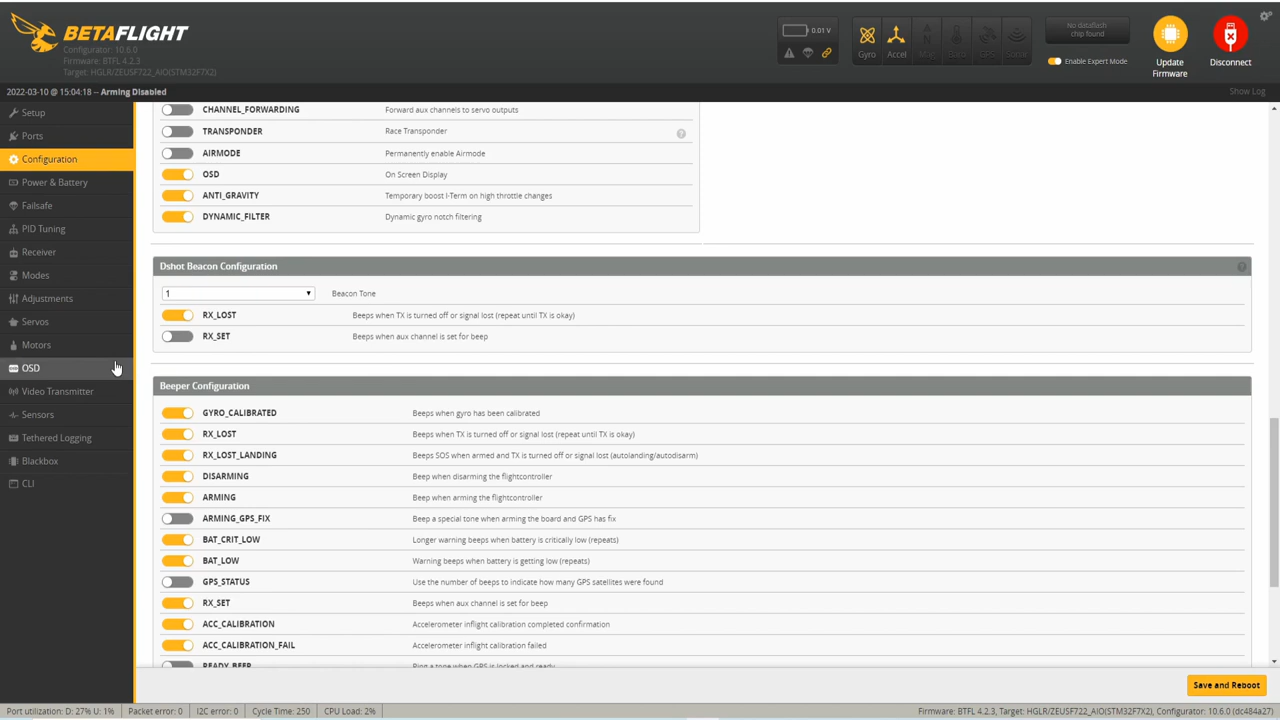 BETAFLIGHT
Configurator: 10.6.0
Firmware: BTFL 4.2.3
Target: HGLR/ZEUSF722_AIO(STM32F7X2)
0.01 V
Gyro
Accel
No dataflash
chip found
Enable Expert Mode
Update
Firmware
Disconnect
2022-03-10 @ 15:04:18 -- Arming Disabled
Show Log
Setup
Ports
Configuration
Power & Battery
Failsafe
PID Tuning
Receiver
Modes
Adjustments
Servos
Motors
OSD
Video Transmitter
Sensors
Tethered Logging
Blackbox
CLI
CHANNEL_FORWARDING Forward aux channels to servo outputs
TRANSPONDER Race Transponder
AIRMODE Permanently enable Airmode
OSD On Screen Display
ANTI_GRAVITY Temporary boost I-Term on high throttle changes
DYNAMIC_FILTER Dynamic gyro notch filtering
Dshot Beacon Configuration
1 Beacon Tone
RX_LOST Beeps when TX is turned off or signal lost (repeat until TX is okay)
RX_SET Beeps when aux channel is set for beep
Beeper Configuration
GYRO_CALIBRATED Beeps when gyro has been calibrated
RX_LOST Beeps when TX is turned off or signal lost (repeat until TX is okay)
RX_LOST_LANDING Beeps SOS when armed and TX is turned off or signal lost (autolanding/autodisarm)
DISARMING Beep when disarming the flightcontroller
ARMING Beep when arming the flightcontroller
ARMING_GPS_FIX Beep a special tone when arming the board and GPS has fix
BAT_CRIT_LOW Longer warning beeps when battery is critically low (repeats)
BAT_LOW Warning beeps when battery is getting low (repeats)
GPS_STATUS Use the number of beeps to indicate how many GPS satellites were found
RX_SET Beeps when aux channel is set for beep
ACC_CALIBRATION Accelerometer inflight calibration completed confirmation
ACC_CALIBRATION_FAIL Accelerometer inflight calibration failed
READY_BEEP Ring a tone when GPS is locked and ready
Save and Reboot
Port utilization: D: 27% U: 1% Packet error: 0 I2C error: 0 Cycle Time: 250 CPU Load: 2% Firmware: BTFL 4.2.3, Target: HGLR/ZEUSF722_AIO(STM32F7X2), Configurator: 10.6.0 (dc484a27)